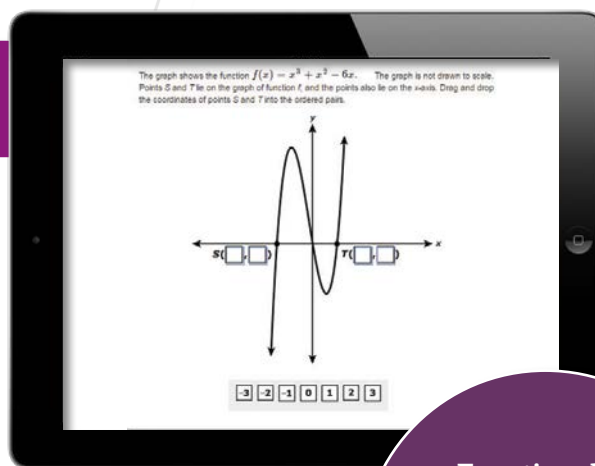 The graph shows the function f(x) = x³ + x² − 6x. The graph is not drawn to scale.
Points S and T lie on the graph of function f, and the points also lie on the x-axis. Drag and drop
the coordinates of points S and T into the ordered pairs.
y
x
S( , )
T( , )
-3 -2 -1 0 1 2 3